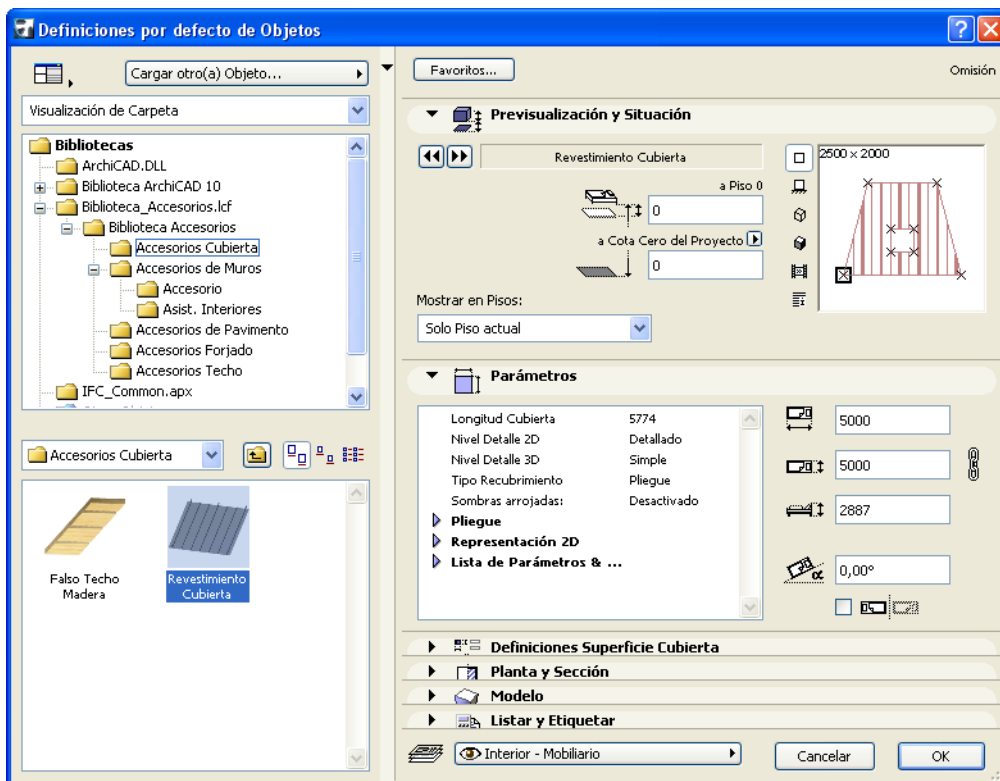 Definiciones por defecto de Objetos
Cargar otro(a) Objeto...
Visualización de Carpeta
Bibliotecas
ArchiCAD.DLL
Biblioteca ArchiCAD 10
Biblioteca_Accesorios.lcf
Biblioteca Accesorios
Accesorios Cubierta
Accesorios de Muros
Accesorio
Asist. Interiores
Accesorios de Pavimento
Accesorios Forjado
Accesorios Techo
IFC_Common.apx
Accesorios Cubierta
Falso Techo
Madera
Revestimiento
Cubierta
Favoritos...
Omisión
Previsualización y Situación
Revestimiento Cubierta
a Piso 0
0
a Cota Cero del Proyecto
0
Mostrar en Pisos:
Solo Piso actual
2500 x 2000
Parámetros
Longitud Cubierta 5774
Nivel Detalle 2D Detallado
Nivel Detalle 3D Simple
Tipo Recubrimiento Pliegue
Sombras arrojadas: Desactivado
Pliegue
Representación 2D
Lista de Parámetros & ...
5000
5000
2887
α 0,00°
Definiciones Superficie Cubierta
Planta y Sección
Modelo
Listar y Etiquetar
Interior - Mobiliario
Cancelar
OK